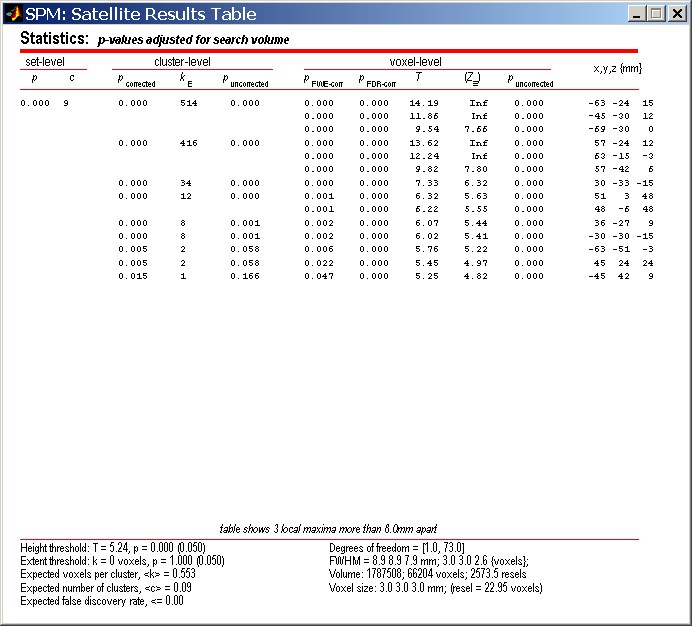 SPM: Satellite Results Table
Statistics: p-values adjusted for search volume
set-level cluster-level voxel-level x,y,z {mm}
p c p corrected k E p uncorrected p FWE-corr p FDR-corr T (Z≡) p uncorrected
0.000 9 0.000 514 0.000 0.000 0.000 14.19 Inf 0.000 -63 -24 15
0.000 0.000 11.86 Inf 0.000 -45 -30 12
0.000 0.000 9.54 7.66 0.000 -69 -30 0
0.000 416 0.000 0.000 0.000 13.62 Inf 0.000 57 -24 12
0.000 0.000 12.24 Inf 0.000 63 -15 -3
0.000 0.000 9.82 7.80 0.000 57 -42 6
0.000 34 0.000 0.000 0.000 7.33 6.32 0.000 30 -33 -15
0.000 12 0.000 0.001 0.000 6.32 5.63 0.000 51 3 48
0.001 0.000 6.22 5.55 0.000 48 -6 48
0.000 8 0.001 0.002 0.000 6.07 5.44 0.000 36 -27 9
0.000 8 0.001 0.002 0.000 6.02 5.41 0.000 -30 -30 -15
0.005 2 0.058 0.006 0.000 5.76 5.22 0.000 -63 -51 -3
0.005 2 0.058 0.022 0.000 5.45 4.97 0.000 45 24 24
0.015 1 0.166 0.047 0.000 5.25 4.82 0.000 -45 42 9
table shows 3 local maxima more than 8.0mm apart
Height threshold: T = 5.24, p = 0.000 (0.050)
Extent threshold: k = 0 voxels, p = 1.000 (0.050)
Expected voxels per cluster, <k> = 0.553
Expected number of clusters, <c> = 0.09
Expected false discovery rate, <= 0.00
Degrees of freedom = [1.0, 73.0]
FWHM = 8.9 8.9 7.9 mm; 3.0 3.0 2.6 {voxels};
Volume: 1787508; 66204 voxels; 2573.5 resels
Voxel size: 3.0 3.0 3.0 mm; (resel = 22.95 voxels)